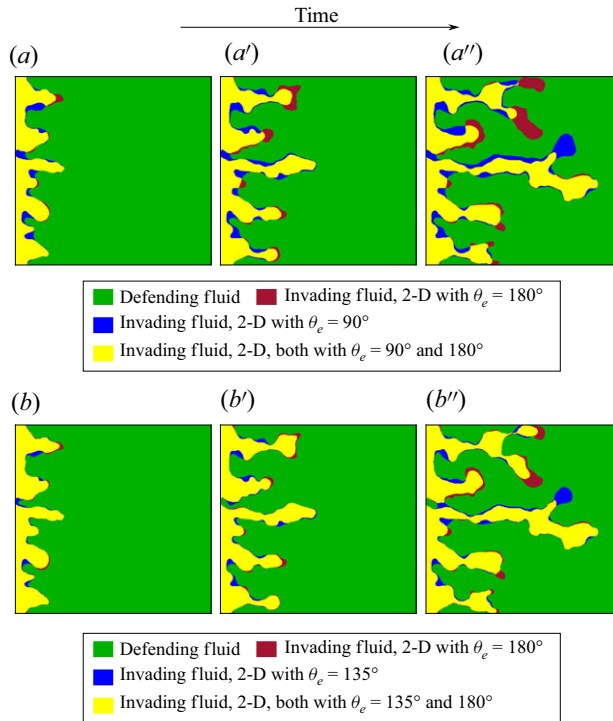 Time
(a) (a′) (a″)
Defending fluid Invading fluid, 2-D with θe = 180°
Invading fluid, 2-D with θe = 90°
Invading fluid, 2-D, both with θe = 90° and 180°
(b) (b′) (b″)
Defending fluid Invading fluid, 2-D with θe = 180°
Invading fluid, 2-D with θe = 135°
Invading fluid, 2-D, both with θe = 135° and 180°